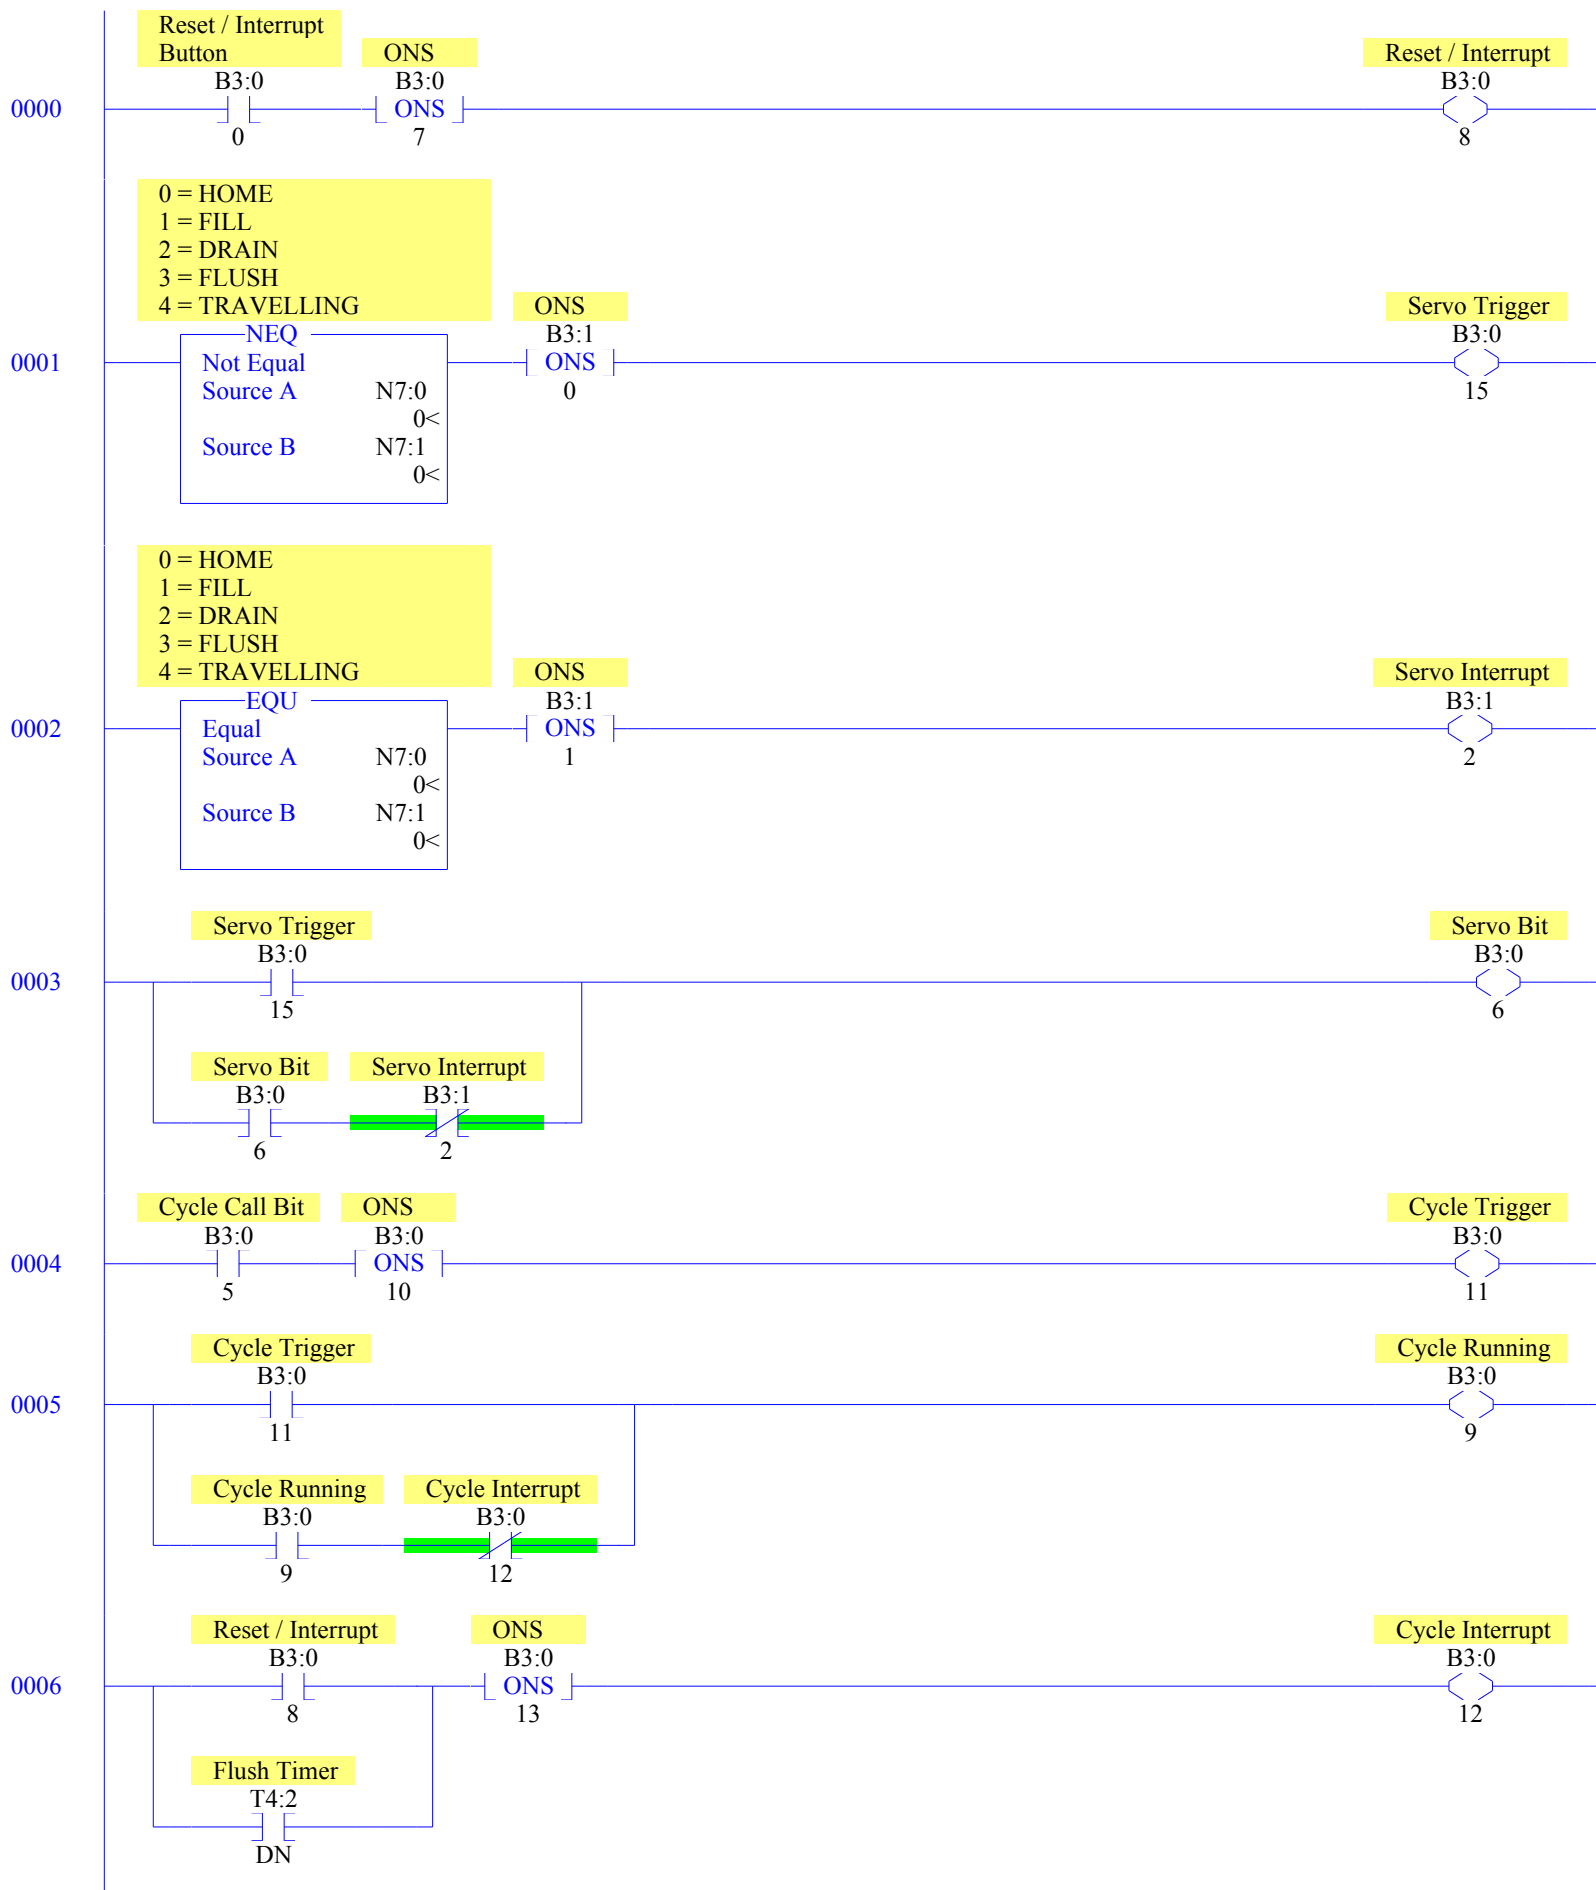 Reset / Interrupt
Button
ONS
Reset / Interrupt
B3:0
B3:0
B3:0
0000
ONS
0
7
8
0 = HOME
1 = FILL
2 = DRAIN
3 = FLUSH
4 = TRAVELLING
ONS
Servo Trigger
NEQ
B3:1
B3:0
0001
Not Equal
ONS
Source A N7:0
0
15
0<
Source B N7:1
0<
0 = HOME
1 = FILL
2 = DRAIN
3 = FLUSH
4 = TRAVELLING
ONS
Servo Interrupt
EQU
B3:1
B3:1
0002
Equal
ONS
Source A N7:0
1
2
0<
Source B N7:1
0<
Servo Trigger
Servo Bit
B3:0
B3:0
0003
15
6
Servo Bit
Servo Interrupt
B3:0
B3:1
6
2
Cycle Call Bit
ONS
Cycle Trigger
B3:0
B3:0
B3:0
0004
ONS
5
10
11
Cycle Trigger
Cycle Running
B3:0
B3:0
0005
11
9
Cycle Running
Cycle Interrupt
B3:0
B3:0
9
12
Reset / Interrupt
ONS
Cycle Interrupt
B3:0
B3:0
B3:0
0006
ONS
8
13
12
Flush Timer
T4:2
DN